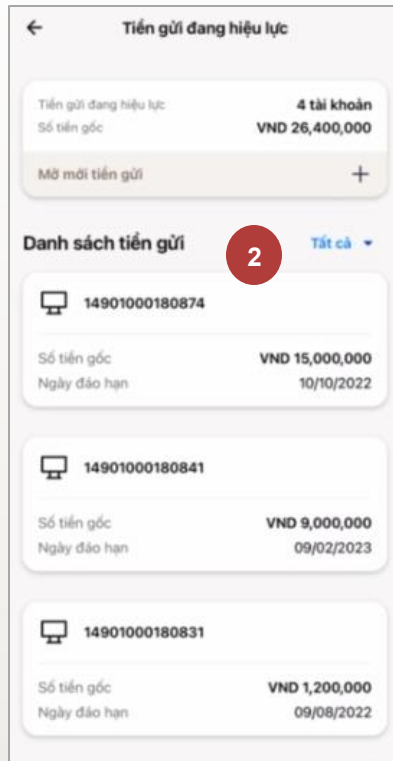 Tiền gửi đang hiệu lực
Tiền gửi đang hiệu lực 4 tài khoản
Số tiền gốc VND 26,400,000
Mở mới tiền gửi +
Danh sách tiền gửi 2 Tất cả
14901000180874
Số tiền gốc VND 15,000,000
Ngày đáo hạn 10/10/2022
14901000180841
Số tiền gốc VND 9,000,000
Ngày đáo hạn 09/02/2023
14901000180831
Số tiền gốc VND 1,200,000
Ngày đáo hạn 09/08/2022